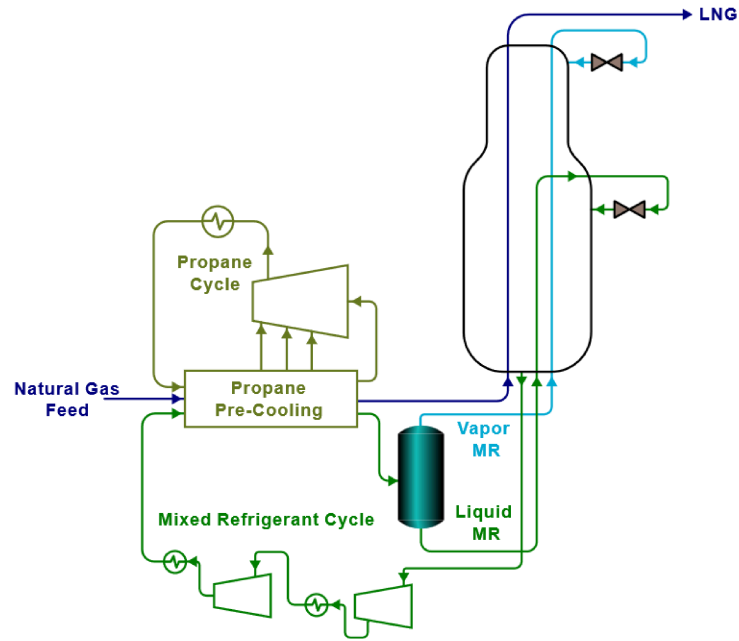 LNG
Propane
Cycle
Natural Gas
Feed
Propane
Pre-Cooling
Vapor
MR
Mixed Refrigerant Cycle
Liquid
MR